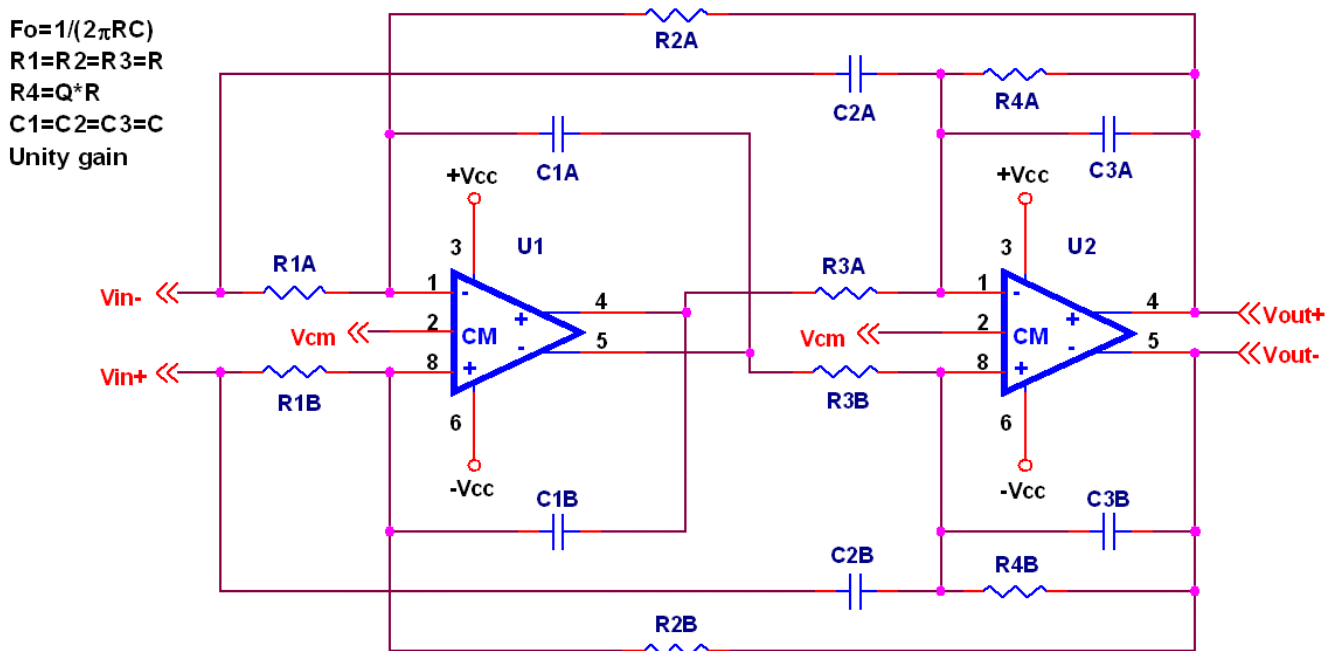 Fo=1/(2πRC)
R1=R2=R3=R
R4=Q*R
C1=C2=C3=C
Unity gain
R2A
C2A
R4A
C1A
C3A
+Vcc
+Vcc
3
U1
3
U2
R1A
R3A
Vin-
1
-
4
1
-
4
Vout+
Vcm
2
CM
+
-
5
Vcm
2
CM
+
-
5
Vout-
Vin+
8
+
8
+
R1B
R3B
6
6
-Vcc
-Vcc
C1B
C3B
C2B
R4B
R2B